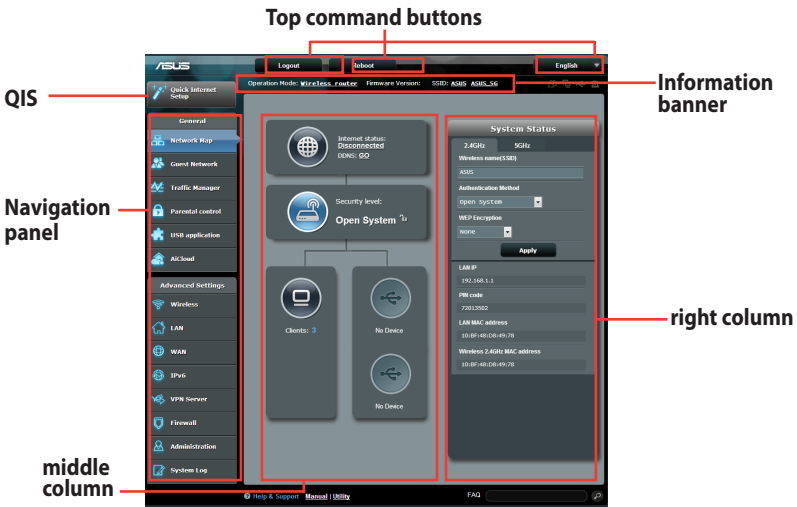 Top command buttons
ASUS
Logout
Reboot
English
QIS
Quick Internet
Setup
Operation Mode: Wireless router Firmware Version: SSID: ASUS ASUS_5G
Information
banner
General
Network Map
Guest Network
Traffic Manager
Parental control
USB application
AiCloud
Navigation
panel
Advanced Settings
Wireless
LAN
WAN
IPv6
VPN Server
Firewall
Administration
System Log
Internet status:
Disconnected
DDNS: GO
Security level:
Open System
Clients: 3
No Device
No Device
System Status
2.4GHz 5GHz
Wireless name(SSID)
ASUS
Authentication Method
Open System
WEP Encryption
None
Apply
LAN IP
192.168.1.1
PIN code
72013502
LAN MAC address
10:BF:48:D8:49:78
Wireless 2.4GHz MAC address
10:BF:48:D8:49:78
right column
middle
column
Help & Support Manual | Utility
FAQ